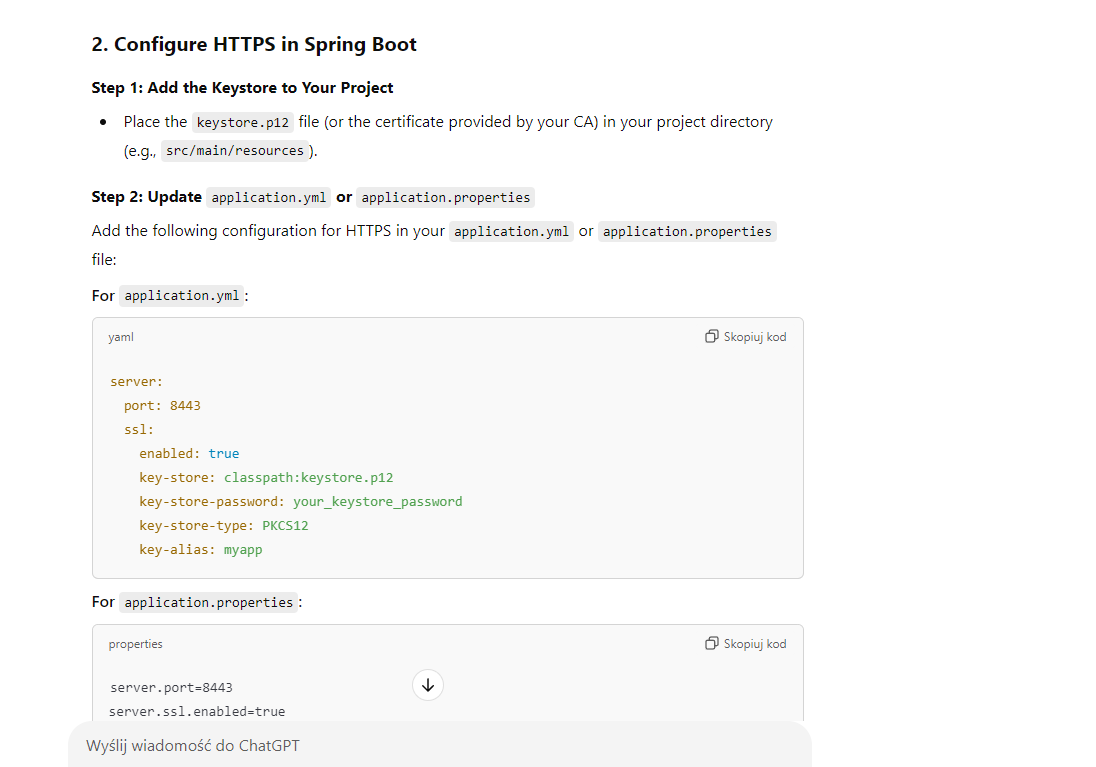 2. Configure HTTPS in Spring Boot
Step 1: Add the Keystore to Your Project
Place the keystore.p12 file (or the certificate provided by your CA) in your project directory
(e.g., src/main/resources ).
Step 2: Update application.yml or application.properties
Add the following configuration for HTTPS in your application.yml or application.properties
file:
For application.yml :
yaml
Skopiuj kod
server:
  port: 8443
  ssl:
    enabled: true
    key-store: classpath:keystore.p12
    key-store-password: your_keystore_password
    key-store-type: PKCS12
    key-alias: myapp
For application.properties :
properties
Skopiuj kod
server.port=8443
server.ssl.enabled=true
Wyślij wiadomość do ChatGPT